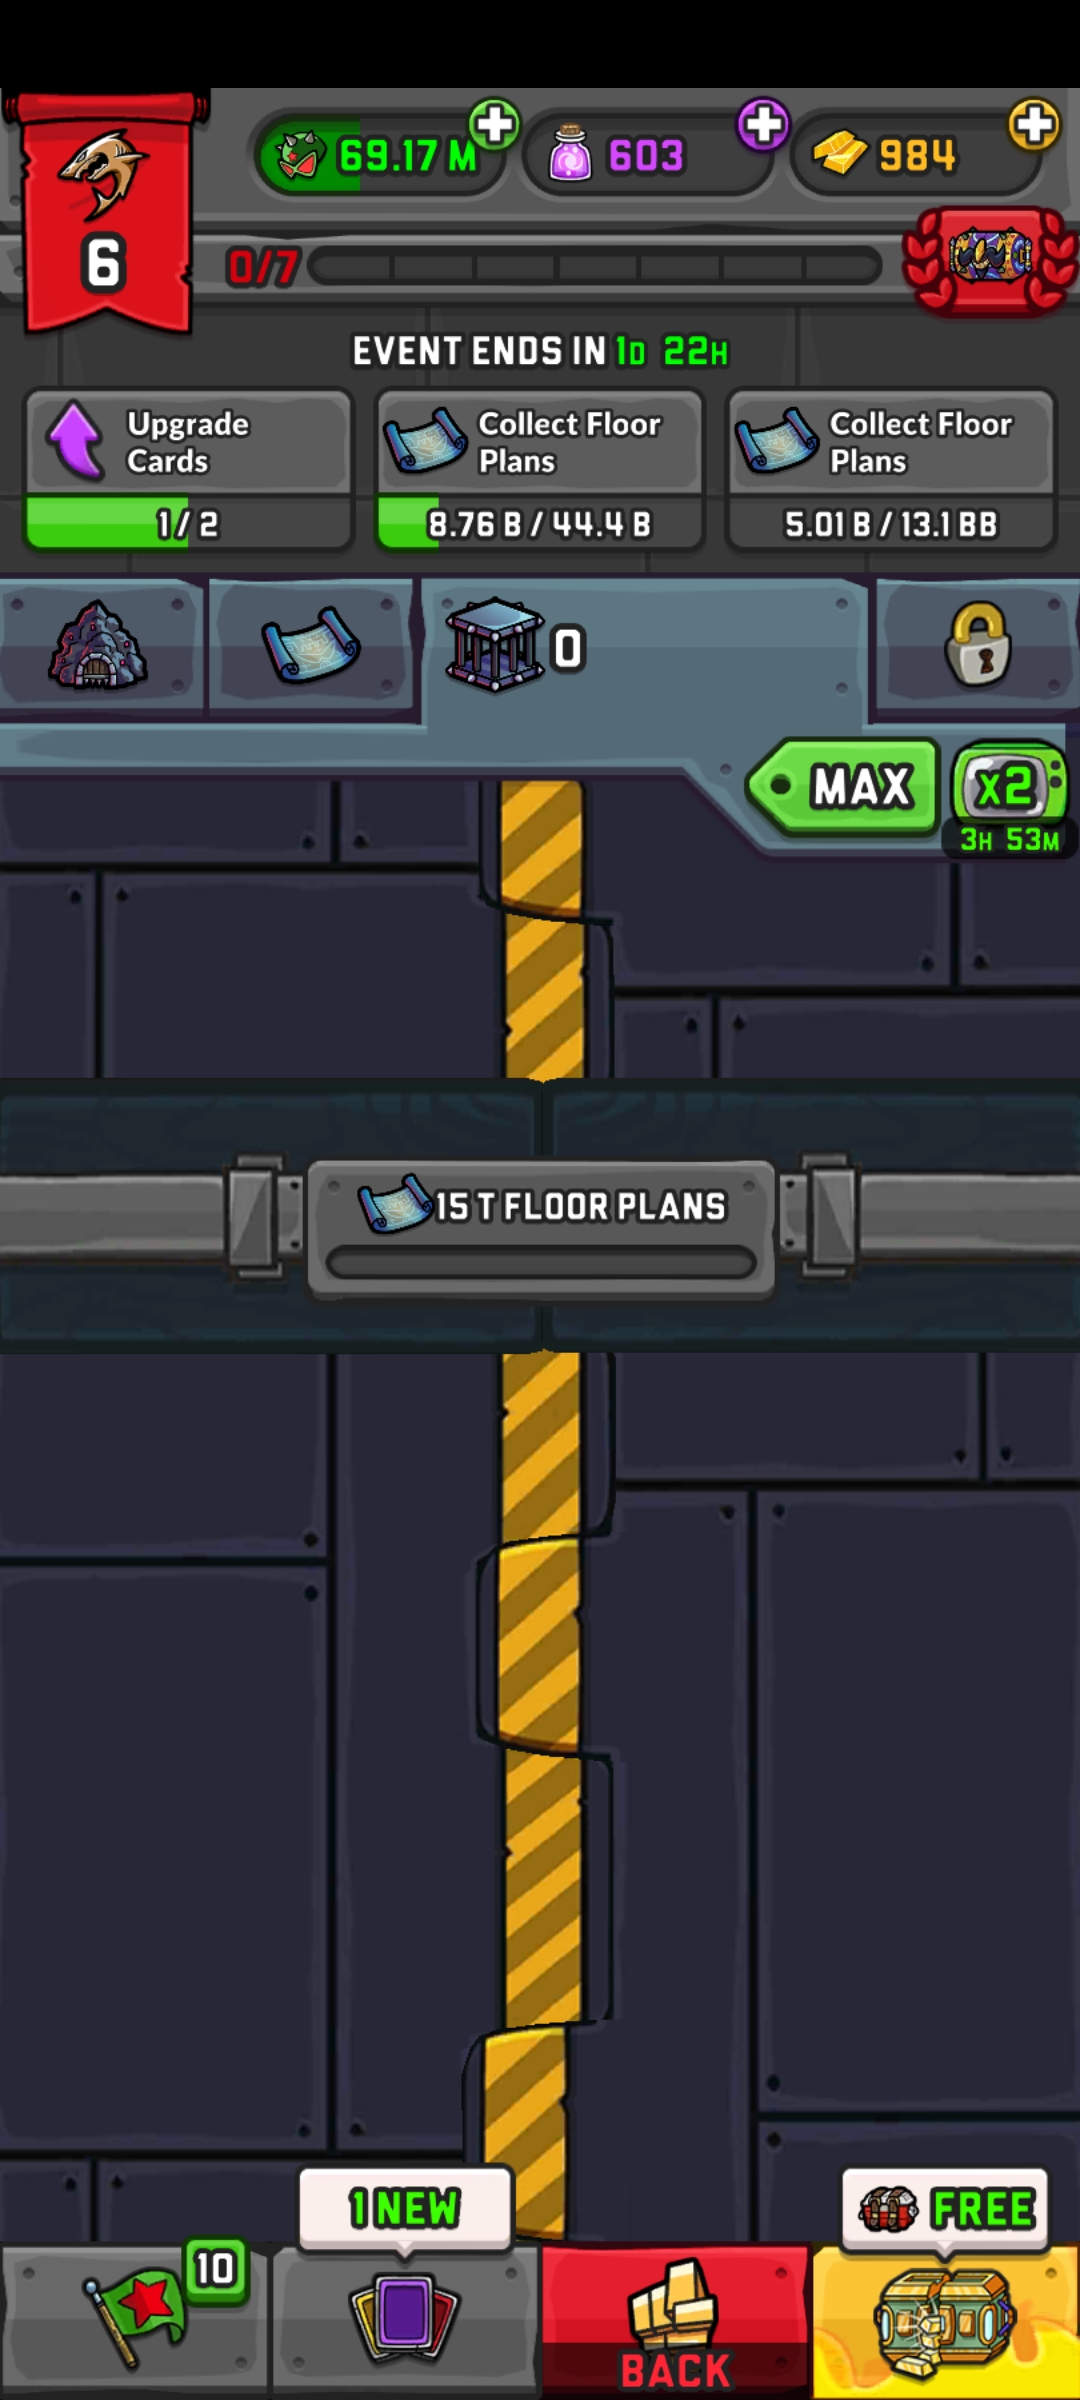 69.17 M
603
984
6
0/7
EVENT ENDS IN 1D 22H
Upgrade
Cards
1 / 2
Collect Floor
Plans
8.76 B / 44.4 B
Collect Floor
Plans
5.01 B / 13.1 BB
0
MAX
x2
3H 53M
15 T FLOOR PLANS
1 NEW
FREE
10
BACK